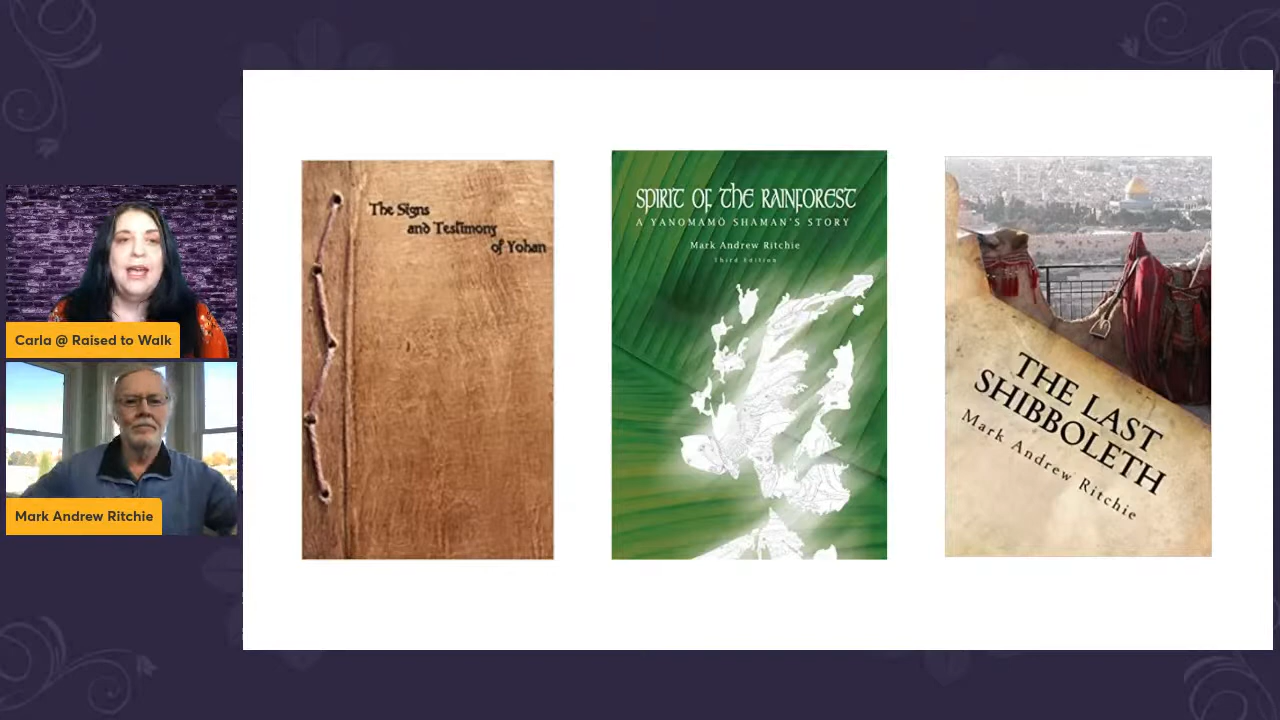 Carla @ Raised to Walk
Mark Andrew Ritchie
The Signs
and Testimony
of Yohan
SPIRIT OF THE RAINFOREST
A YANOMAMÖ SHAMAN'S STORY
Mark Andrew Ritchie
Third Edition
THE LAST
SHIBBOLETH
Mark Andrew Ritchie